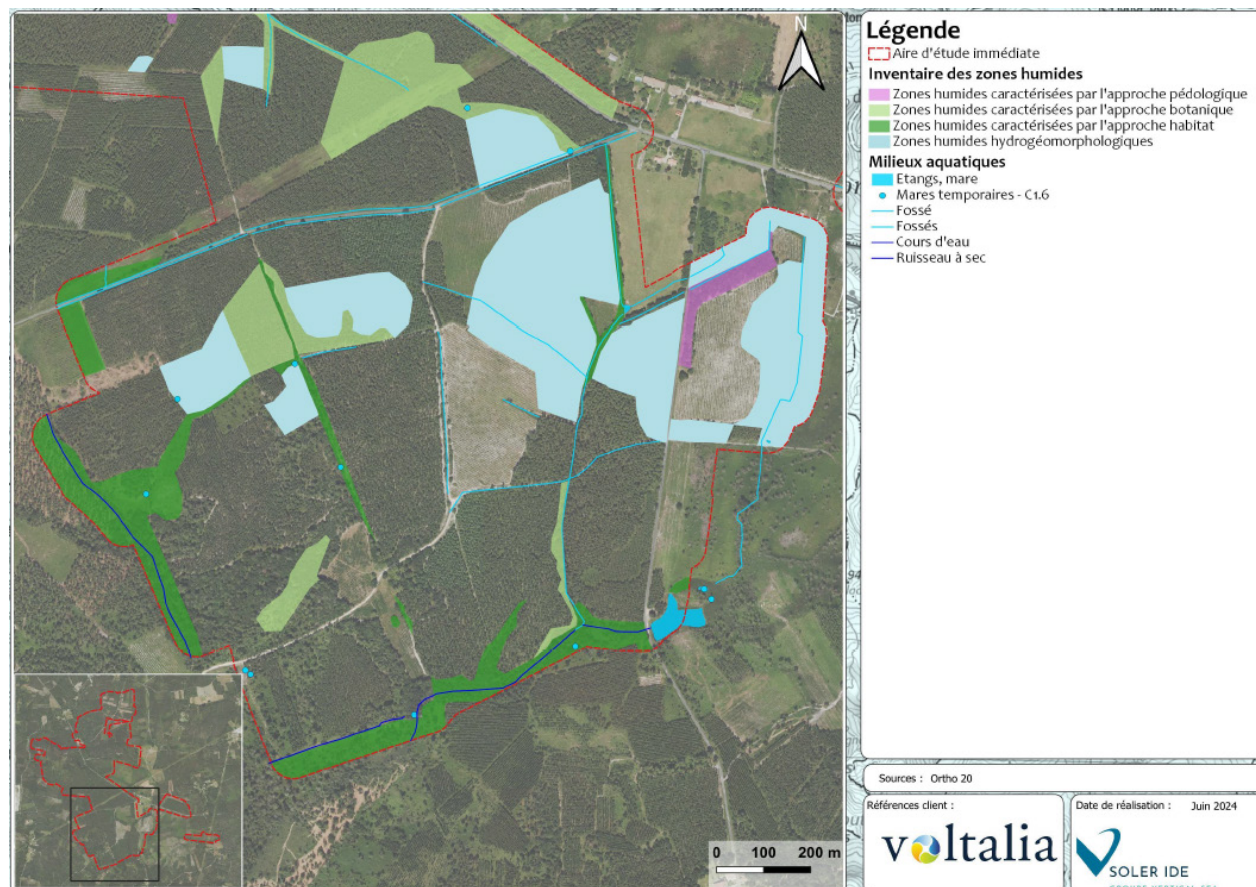 N
Légende
Aire d'étude immédiate
Inventaire des zones humides
Zones humides caractérisées par l'approche pédologique
Zones humides caractérisées par l'approche botanique
Zones humides caractérisées par l'approche habitat
Zones humides hydrogéomorphologiques
Milieux aquatiques
Etangs, mare
Mares temporaires - C1.6
Fossé
Fossés
Cours d'eau
Ruisseau à sec
0 100 200 m
Sources : Ortho 20
Références client :
voltalia
Date de réalisation : Juin 2024
SOLER IDE